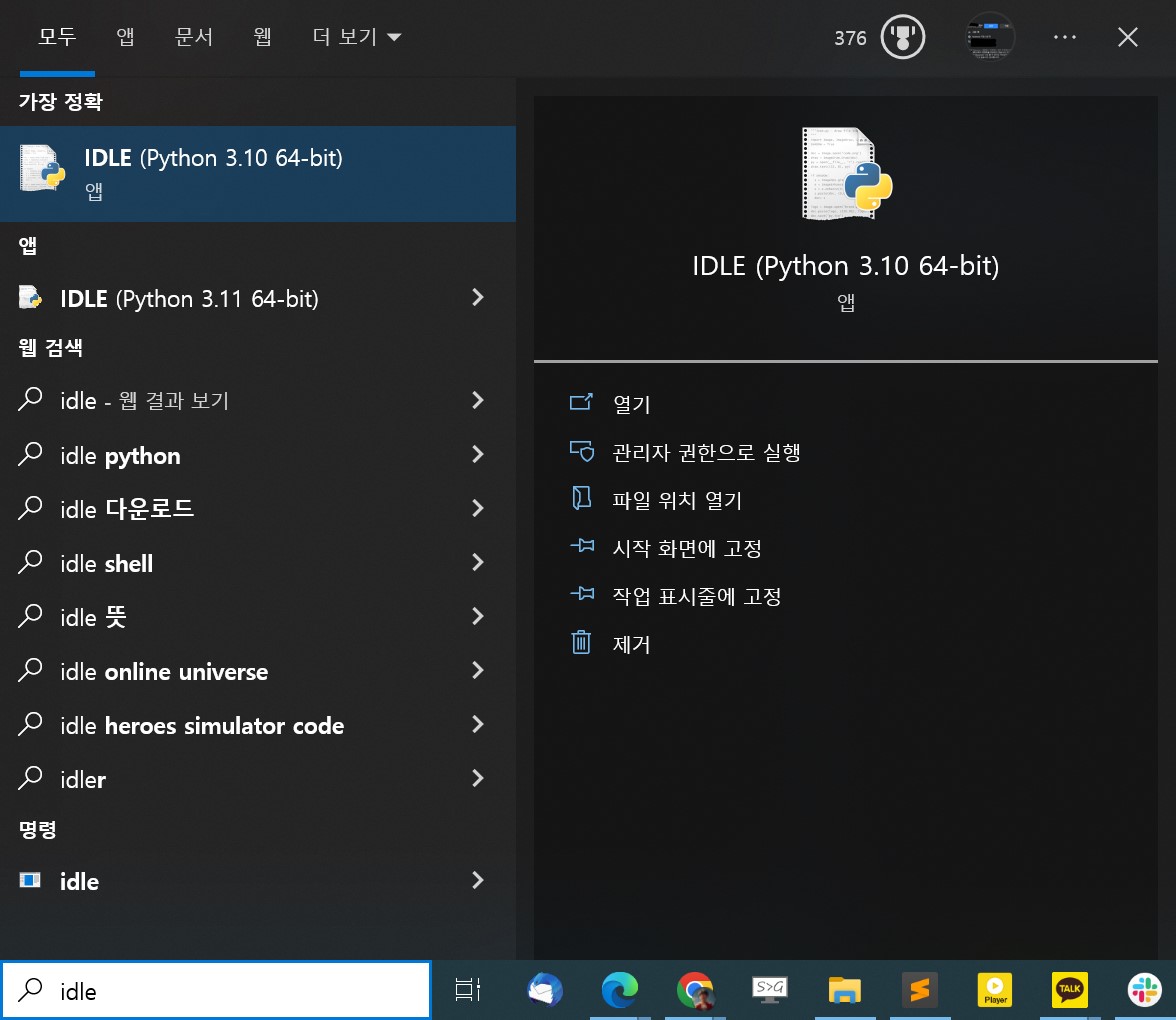 모두 앱 문서 웹 더 보기 376
가장 정확
IDLE (Python 3.10 64-bit)
앱
앱
IDLE (Python 3.11 64-bit)
웹 검색
idle - 웹 결과 보기
idle python
idle 다운로드
idle shell
idle 뜻
idle online universe
idle heroes simulator code
idler
명령
idle
IDLE (Python 3.10 64-bit)
앱
열기
관리자 권한으로 실행
파일 위치 열기
시작 화면에 고정
작업 표시줄에 고정
제거
idle
S>G
Player
TALK